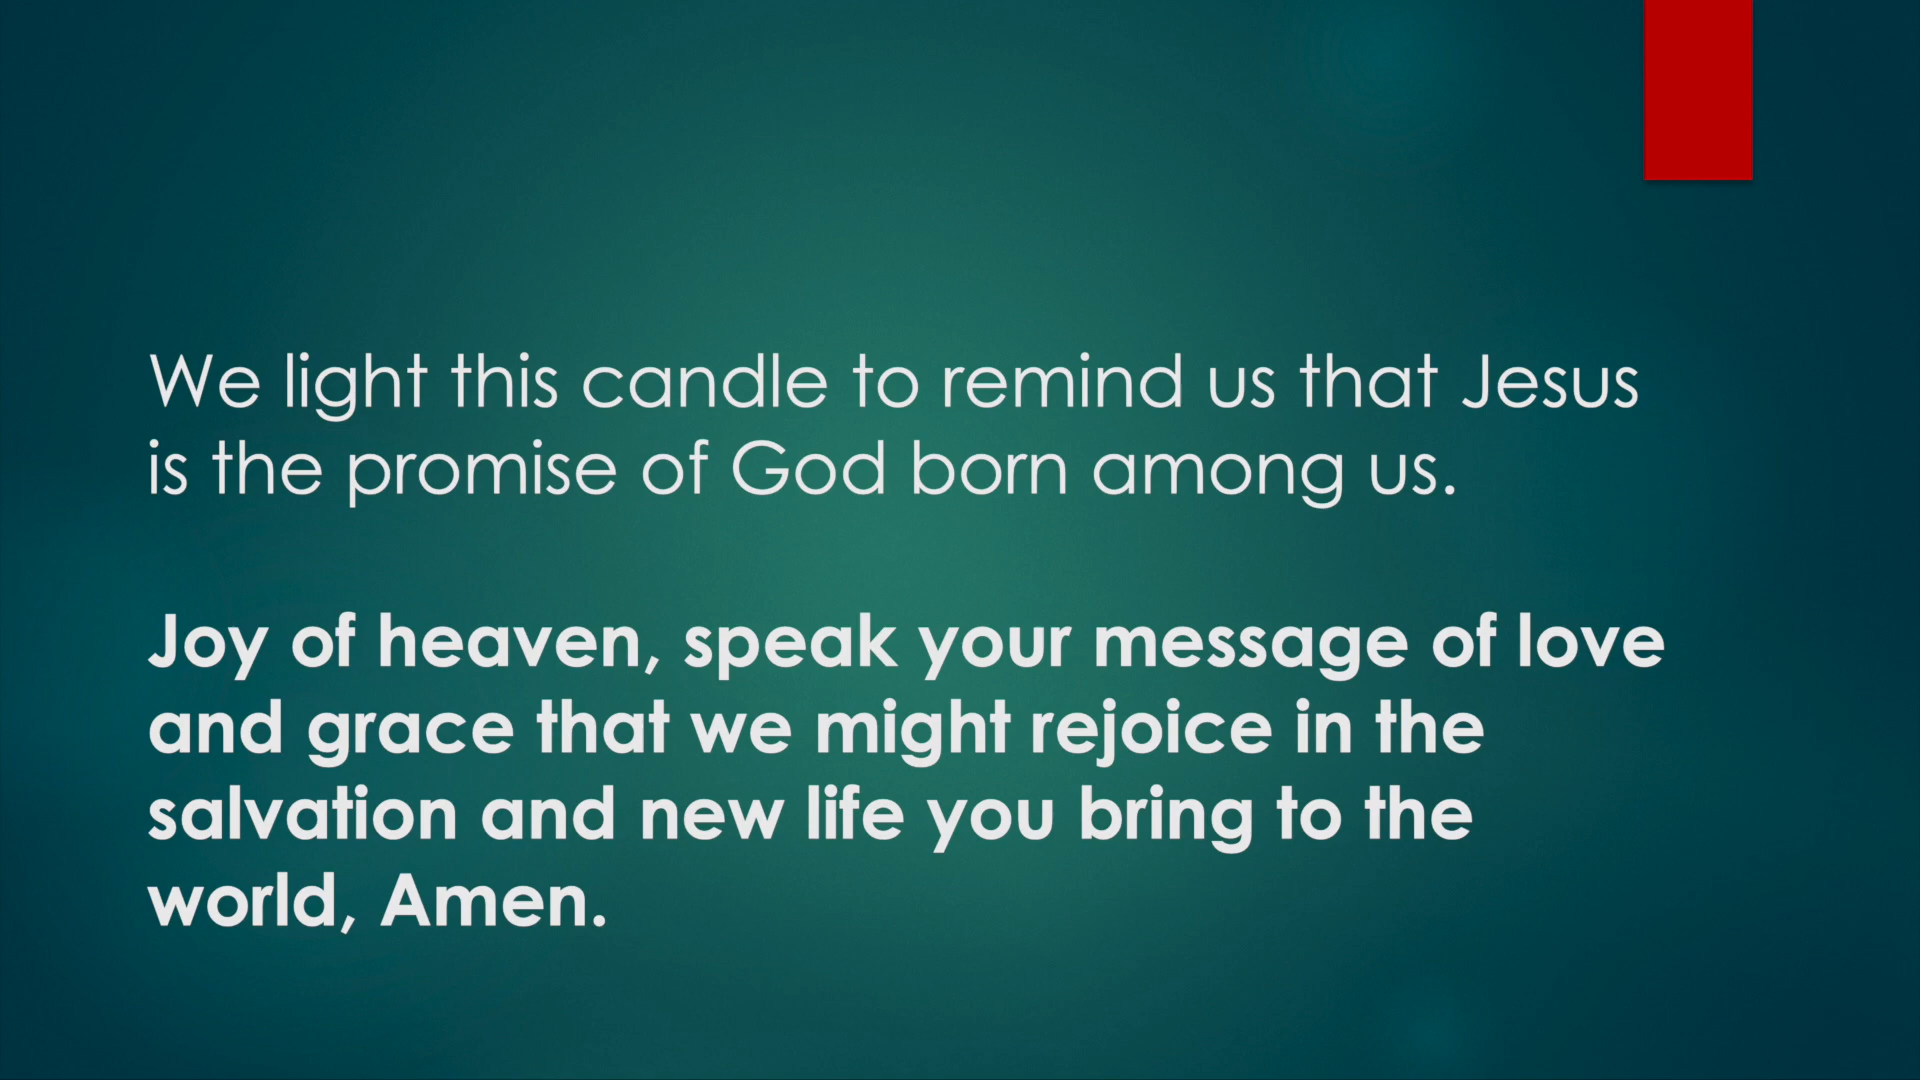 We light this candle to remind us that Jesus
is the promise of God born among us.
Joy of heaven, speak your message of love
and grace that we might rejoice in the
salvation and new life you bring to the
world, Amen.